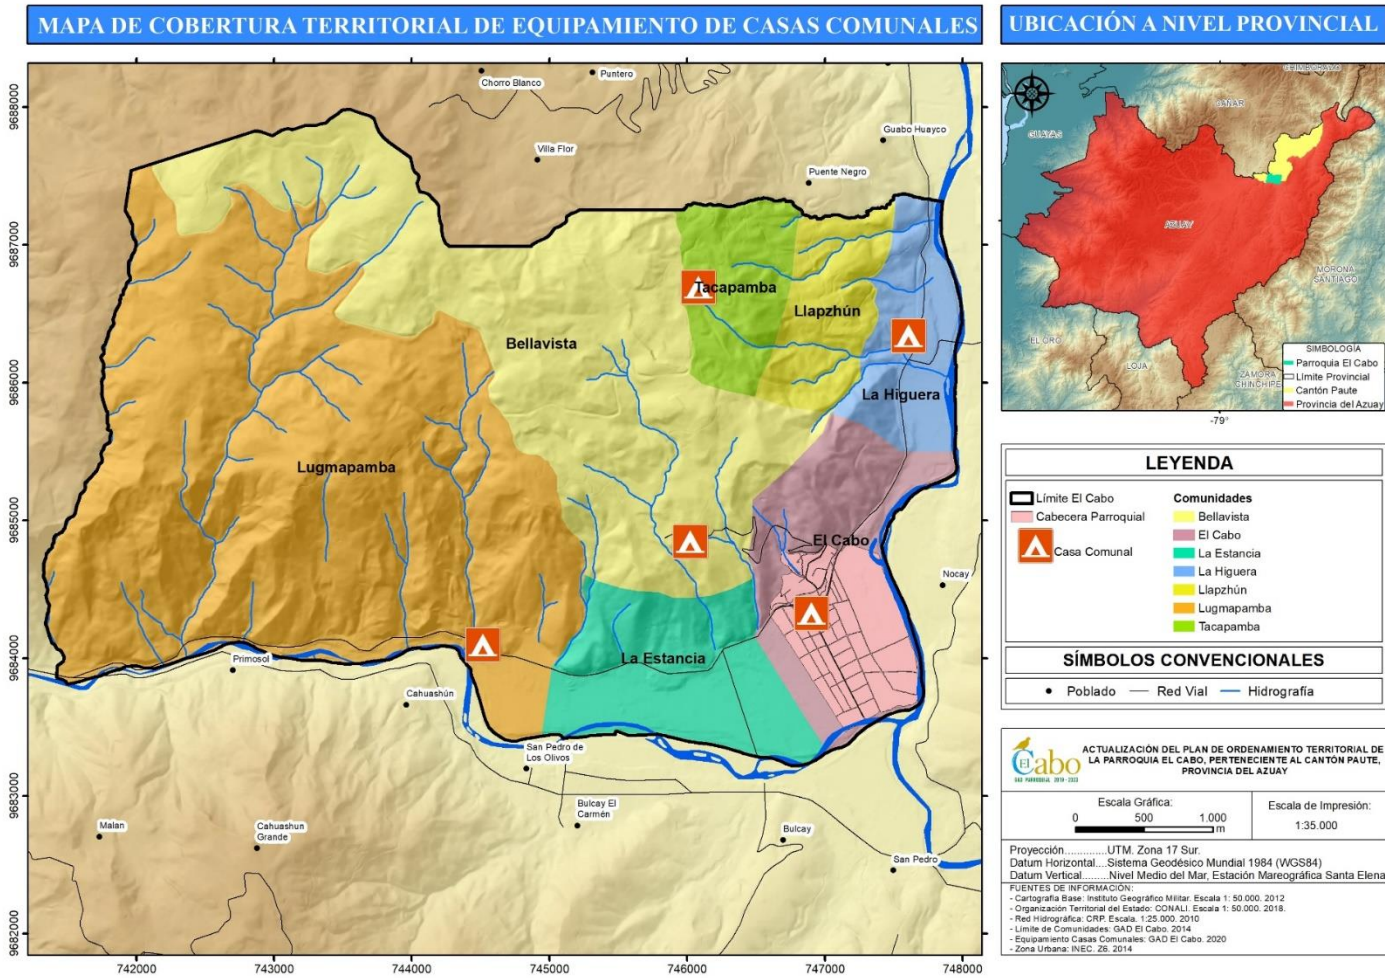 MAPA DE COBERTURA TERRITORIAL DE EQUIPAMIENTO DE CASAS COMUNALES
UBICACIÓN A NIVEL PROVINCIAL
9688000
9687000
9686000
9685000
9684000
9683000
9682000
742000
743000
744000
745000
746000
747000
748000
Chorro Blanco
Puntero
Villa Flor
Guabo Huayco
Puente Negro
Tacapamba
Llapzhún
Bellavista
La Higuera
Lugmapamba
El Cabo
La Estancia
Nocay
Primosol
Cahuashún
San Pedro de
Los Olivos
Bulcay El
Carmén
Bulcay
San Pedro
Malan
Cahuashun
Grande
CHIMBORAZO
CAÑAR
GUAYAS
AZUAY
MORONA
SANTIAGO
EL ORO
LOJA
ZAMORA
CHINCHIPE
SIMBOLOGÍA
Parroquia El Cabo
Límite Provincial
Cantón Paute
Provincia del Azuay
-79°
LEYENDA
Límite El Cabo
Cabecera Parroquial
Casa Comunal
Comunidades
Bellavista
El Cabo
La Estancia
La Higuera
Llapzhún
Lugmapamba
Tacapamba
SÍMBOLOS CONVENCIONALES
Poblado
Red Vial
Hidrografía
El Cabo
GAD PARROQUIAL 2019 - 2023
ACTUALIZACIÓN DEL PLAN DE ORDENAMIENTO TERRITORIAL DE
LA PARROQUIA EL CABO, PERTENECIENTE AL CANTÓN PAUTE,
PROVINCIA DEL AZUAY
Escala Gráfica:
0 500 1.000
m
Escala de Impresión:
1:35.000
Proyección.............UTM. Zona 17 Sur.
Datum Horizontal....Sistema Geodésico Mundial 1984 (WGS84)
Datum Vertical........Nivel Medio del Mar, Estación Mareográfica Santa Elena
FUENTES DE INFORMACIÓN:
- Cartografía Base: Instituto Geográfico Militar. Escala 1: 50.000. 2012
- Organización Territorial del Estado: CONALI. Escala 1: 50.000. 2018.
- Red Hidrográfica: CRP. Escala. 1:25.000. 2010
- Límite de Comunidades: GAD El Cabo. 2014
- Equipamiento Casas Comunales: GAD El Cabo. 2020
- Zona Urbana: INEC. Z6. 2014